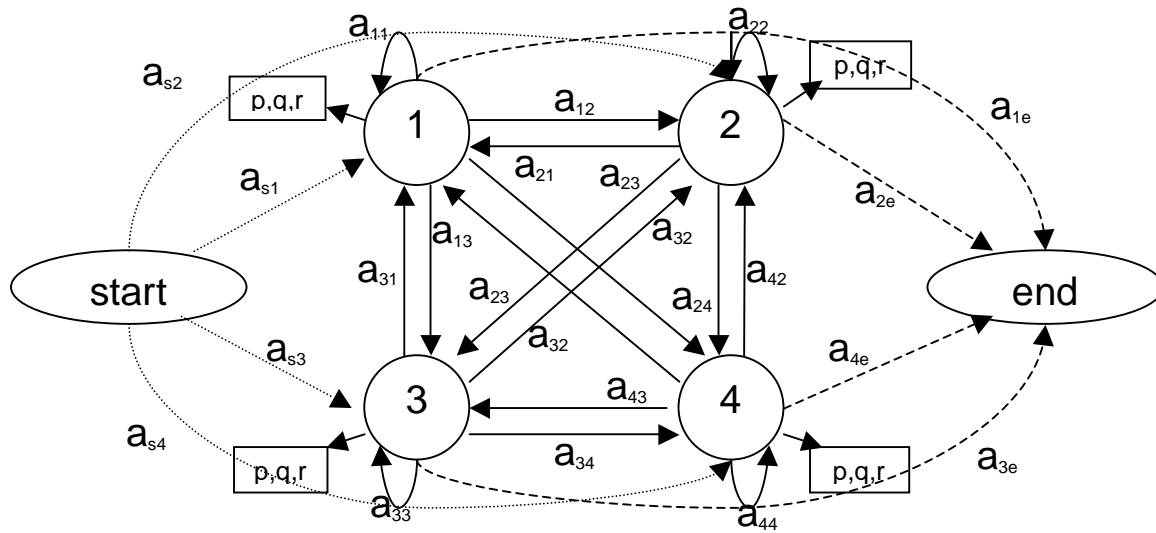 a11
a22
p,q,r
as2
p,q,r
a1e
1
a12
2
as1
a21
a23
a2e
a13
a32
a31
a23
a24
a42
start
end
as3
a32
a4e
3
a43
4
as4
a34
a3e
p,q,r
p,q,r
a33
a44